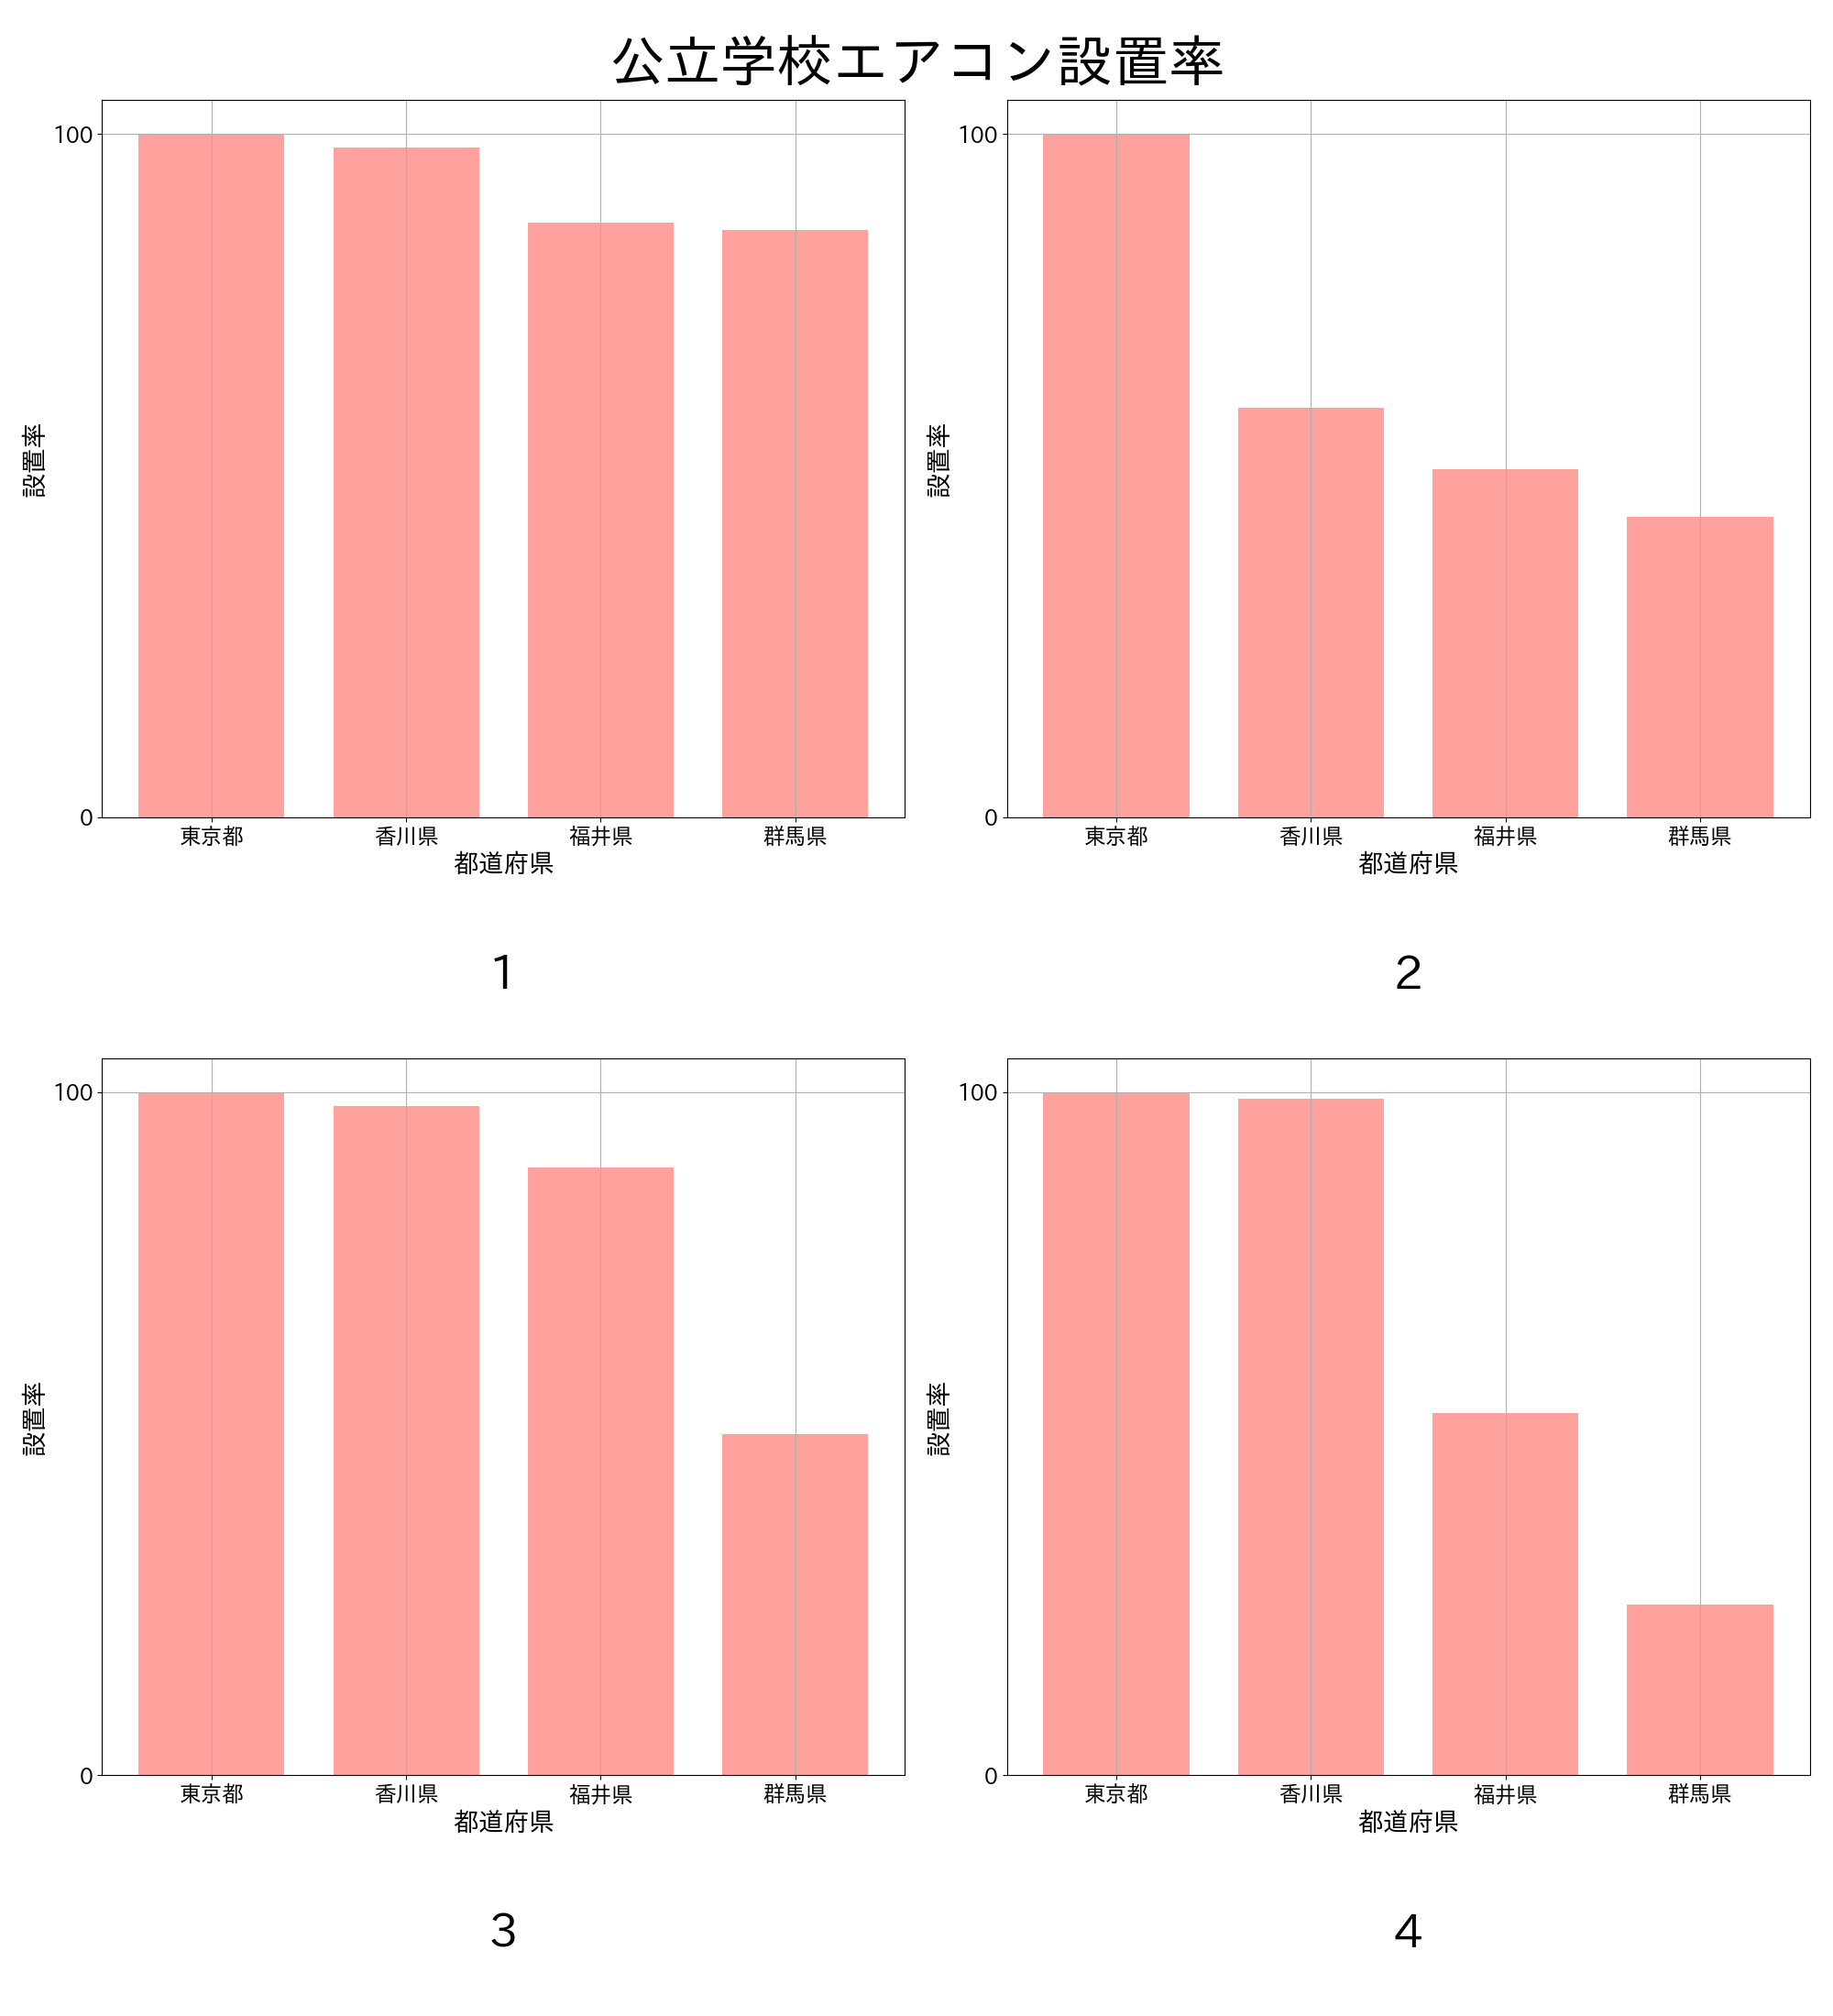 公立学校エアコン設置率
100
0
設置率
東京都 香川県 福井県 群馬県
都道府県
1
100
0
設置率
東京都 香川県 福井県 群馬県
都道府県
2
100
0
設置率
東京都 香川県 福井県 群馬県
都道府県
3
100
0
設置率
東京都 香川県 福井県 群馬県
都道府県
4